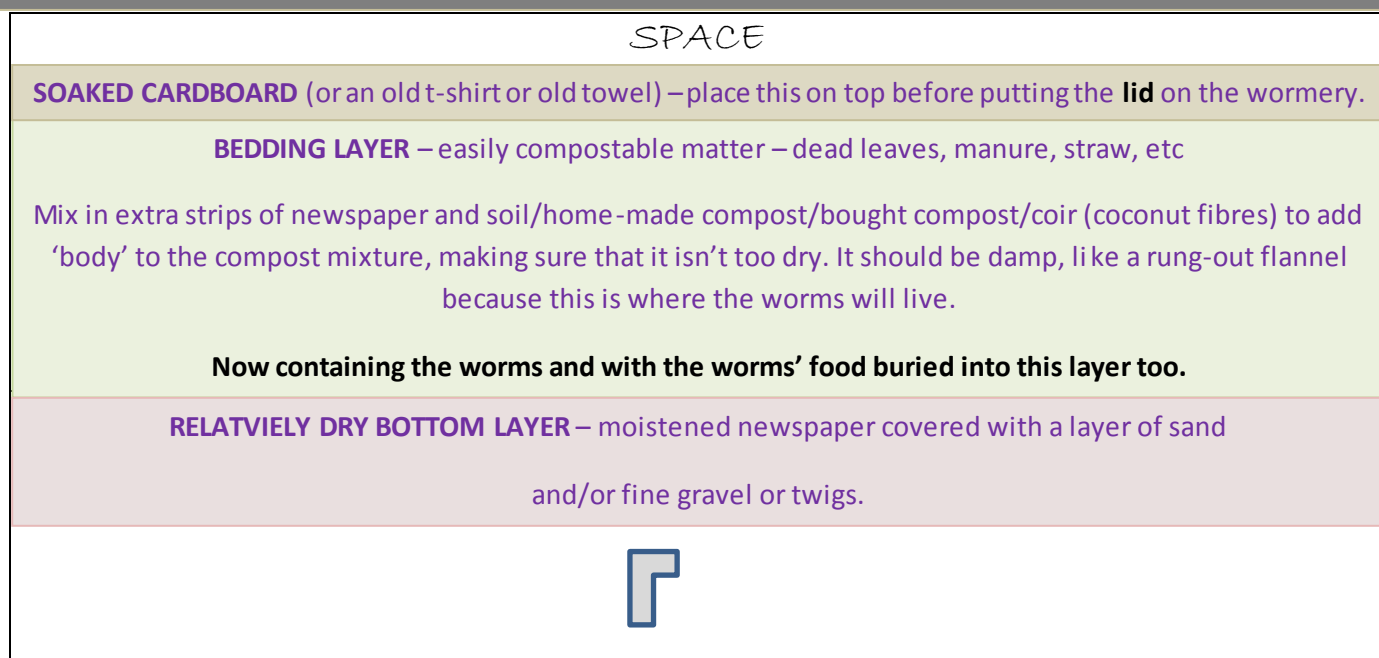 SPACE
SOAKED CARDBOARD (or an old t-shirt or old towel) – place this on top before putting the lid on the wormery.
BEDDING LAYER – easily compostable matter – dead leaves, manure, straw, etc
Mix in extra strips of newspaper and soil/home-made compost/bought compost/coir (coconut fibres) to add
‘body’ to the compost mixture, making sure that it isn’t too dry. It should be damp, like a rung-out flannel
because this is where the worms will live.
Now containing the worms and with the worms’ food buried into this layer too.
RELATVIELY DRY BOTTOM LAYER – moistened newspaper covered with a layer of sand
and/or fine gravel or twigs.